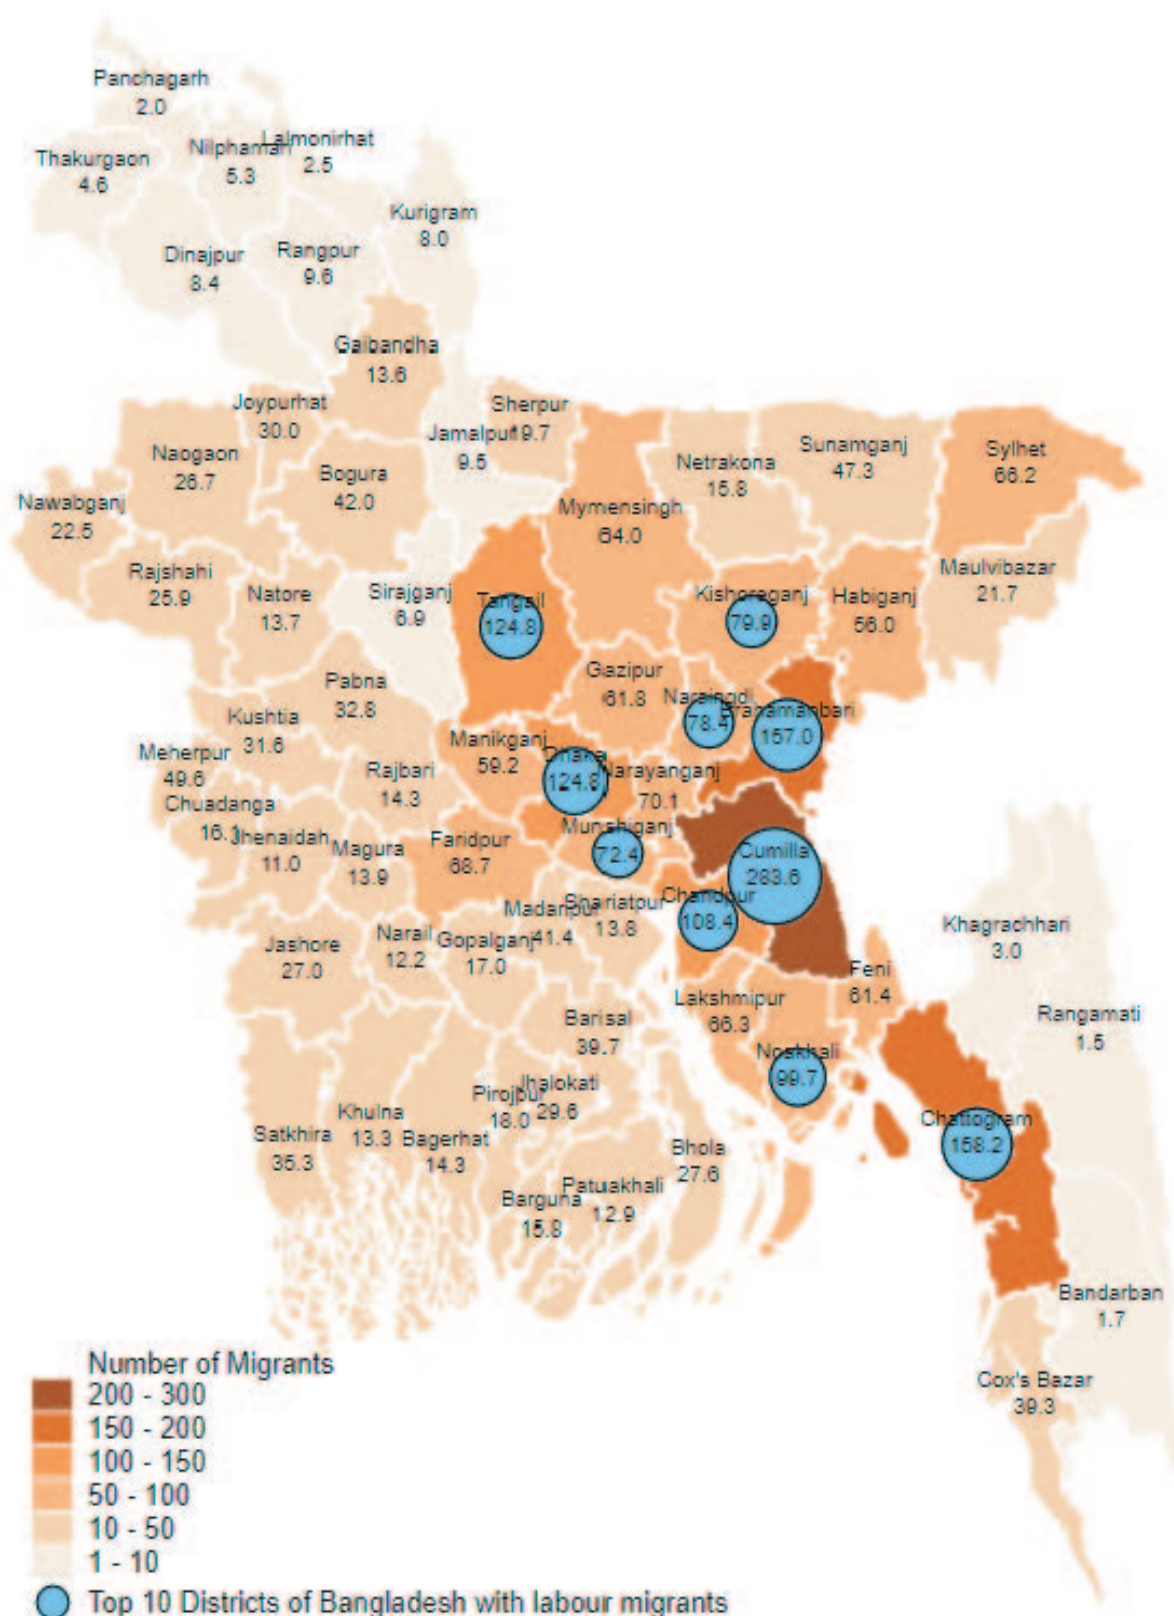 Panchagarh
2.0
Lalmonirhat
2.5
Nilphamari
5.3
Thakurgaon
4.6
Kurigram
8.0
Dinajpur
8.4
Rangpur
9.6
Gaibandha
13.6
Joypurhat
30.0
Sherpur
19.7
Jamalpur
9.5
Naogaon
26.7
Bogura
42.0
Netrakona
15.8
Sunamganj
47.3
Sylhet
66.2
Nawabganj
22.5
Mymensingh
64.0
Rajshahi
25.9
Natore
13.7
Sirajganj
6.9
Tangail
124.8
Kishoreganj
79.9
Habiganj
56.0
Maulvibazar
21.7
Pabna
32.8
Gazipur
61.8
Narsingdi
78.4
Brahamanbari
157.0
Kushtia
31.6
Meherpur
49.6
Manikganj
59.2
Dhaka
124.8
Narayanganj
70.1
Rajbari
14.3
Chuadanga
16.1
Jhenaidah
11.0
Magura
13.9
Faridpur
68.7
Munshiganj
72.4
Cumilla
283.6
Chandpur
108.4
Shariatpur
13.8
Madaripur
41.4
Gopalganj
17.0
Narail
12.2
Jashore
27.0
Khagrachhari
3.0
Feni
61.4
Lakshmipur
66.3
Rangamati
1.5
Barisal
39.7
Noakhali
99.7
Jhalokati
29.6
Pirojpur
18.0
Khulna
13.3
Satkhira
35.3
Bagerhat
14.3
Bhola
27.6
Chattogram
158.2
Patuakhali
12.9
Barguna
15.8
Bandarban
1.7
Cox's Bazar
39.3
Number of Migrants
200 - 300
150 - 200
100 - 150
50 - 100
10 - 50
1 - 10
Top 10 Districts of Bangladesh with labour migrants